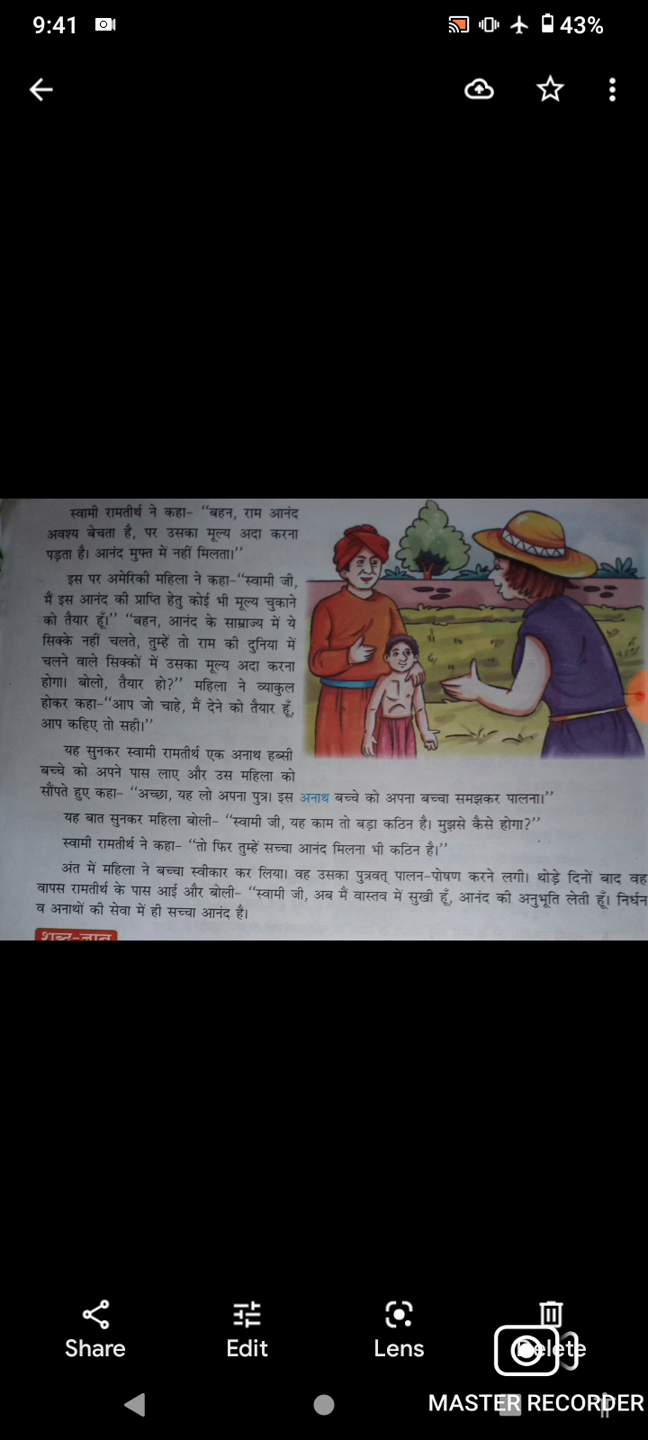 9:41
43%
स्वामी रामतीर्थ ने कहा- ‘‘बहन, राम आनंद
अवश्य बेचता है, पर उसका मूल्य अदा करना
पड़ता है। आनंद मुफ्त में नहीं मिलता।’’
इस पर अमेरिकी महिला ने कहा-‘‘स्वामी जी,
मैं इस आनंद की प्राप्ति हेतु कोई भी मूल्य चुकाने
को तैयार हूँ।’’ ‘‘बहन, आनंद के साम्राज्य में ये
सिक्के नहीं चलते, तुम्हें तो राम की दुनिया में
चलने वाले सिक्कों में उसका मूल्य अदा करना
होगा। बोलो, तैयार हो?’’ महिला ने व्याकुल
होकर कहा-‘‘आप जो चाहे, मैं देने को तैयार हूँ,
आप कहिए तो सही।’’
यह सुनकर स्वामी रामतीर्थ एक अनाथ हब्सी
बच्चे को अपने पास लाए और उस महिला को
सौंपते हुए कहा- ‘‘अच्छा, यह लो अपना पुत्र। इस अनाथ बच्चे को अपना बच्चा समझकर पालना।’’
यह बात सुनकर महिला बोली- ‘‘स्वामी जी, यह काम तो बड़ा कठिन है। मुझसे कैसे होगा?’’
स्वामी रामतीर्थ ने कहा- ‘‘तो फिर तुम्हें सच्चा आनंद मिलना भी कठिन है।’’
अंत में महिला ने बच्चा स्वीकार कर लिया। वह उसका पुत्रवत् पालन-पोषण करने लगी। थोड़े दिनों बाद वह
वापस रामतीर्थ के पास आई और बोली- ‘‘स्वामी जी, अब मैं वास्तव में सुखी हूँ, आनंद की अनुभूति लेती हूँ। निर्धन
व अनाथों की सेवा में ही सच्चा आनंद है।
Share
Edit
Lens
Delete
MASTER RECORDER